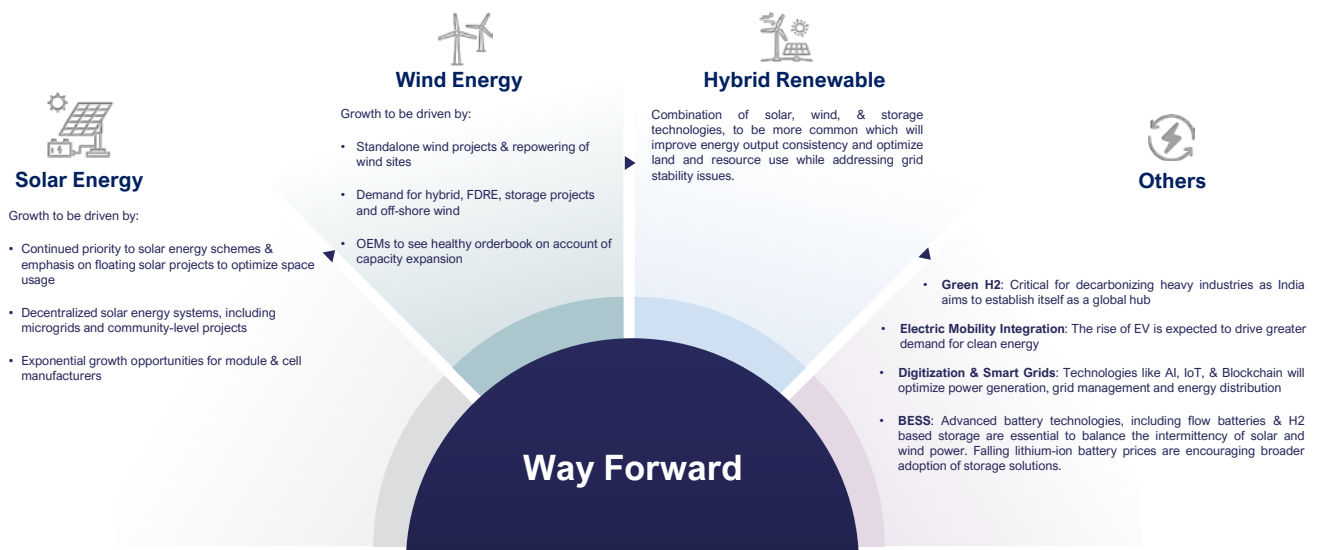 Solar Energy
Growth to be driven by:
• Continued priority to solar energy schemes &
emphasis on floating solar projects to optimize space
usage
• Decentralized solar energy systems, including
microgrids and community-level projects
• Exponential growth opportunities for module & cell
manufacturers
Wind Energy
Growth to be driven by:
• Standalone wind projects & repowering of
wind sites
• Demand for hybrid, FDRE, storage projects
and off-shore wind
• OEMs to see healthy orderbook on account of
capacity expansion
Hybrid Renewable
Combination of solar, wind, & storage
technologies, to be more common which will
improve energy output consistency and optimize
land and resource use while addressing grid
stability issues.
Others
• Green H2: Critical for decarbonizing heavy industries as India
aims to establish itself as a global hub
• Electric Mobility Integration: The rise of EV is expected to drive greater
demand for clean energy
• Digitization & Smart Grids: Technologies like AI, IoT, & Blockchain will
optimize power generation, grid management and energy distribution
• BESS: Advanced battery technologies, including flow batteries & H2
based storage are essential to balance the intermittency of solar and
wind power. Falling lithium-ion battery prices are encouraging broader
adoption of storage solutions.
Way Forward